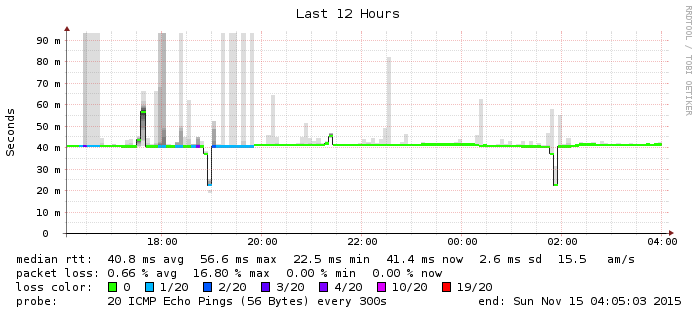 Last 12 Hours
RRDTOOL / TOBI OETIKER
Seconds
90 m
80 m
70 m
60 m
50 m
40 m
30 m
20 m
10 m
0
18:00 20:00 22:00 00:00 02:00 04:00
median rtt: 40.8 ms avg 56.6 ms max 22.5 ms min 41.4 ms now 2.6 ms sd 15.5 am/s
packet loss: 0.66 % avg 16.80 % max 0.00 % min 0.00 % now
loss color: 0 1/20 2/20 3/20 4/20 10/20 19/20
probe: 20 ICMP Echo Pings (56 Bytes) every 300s end: Sun Nov 15 04:05:03 2015